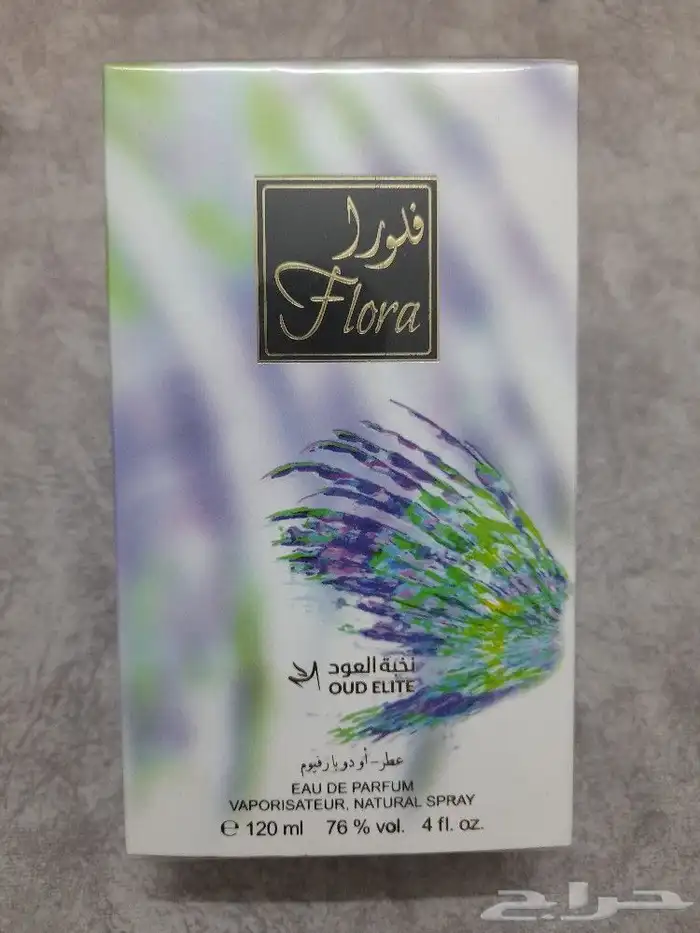 فلورا
Flora
نخبة العود
OUD ELITE
عطر - أو دو بارفيوم
EAU DE PARFUM
VAPORISATEUR, NATURAL SPRAY
℮ 120 ml 76 % vol. 4 fl. oz.
حراج